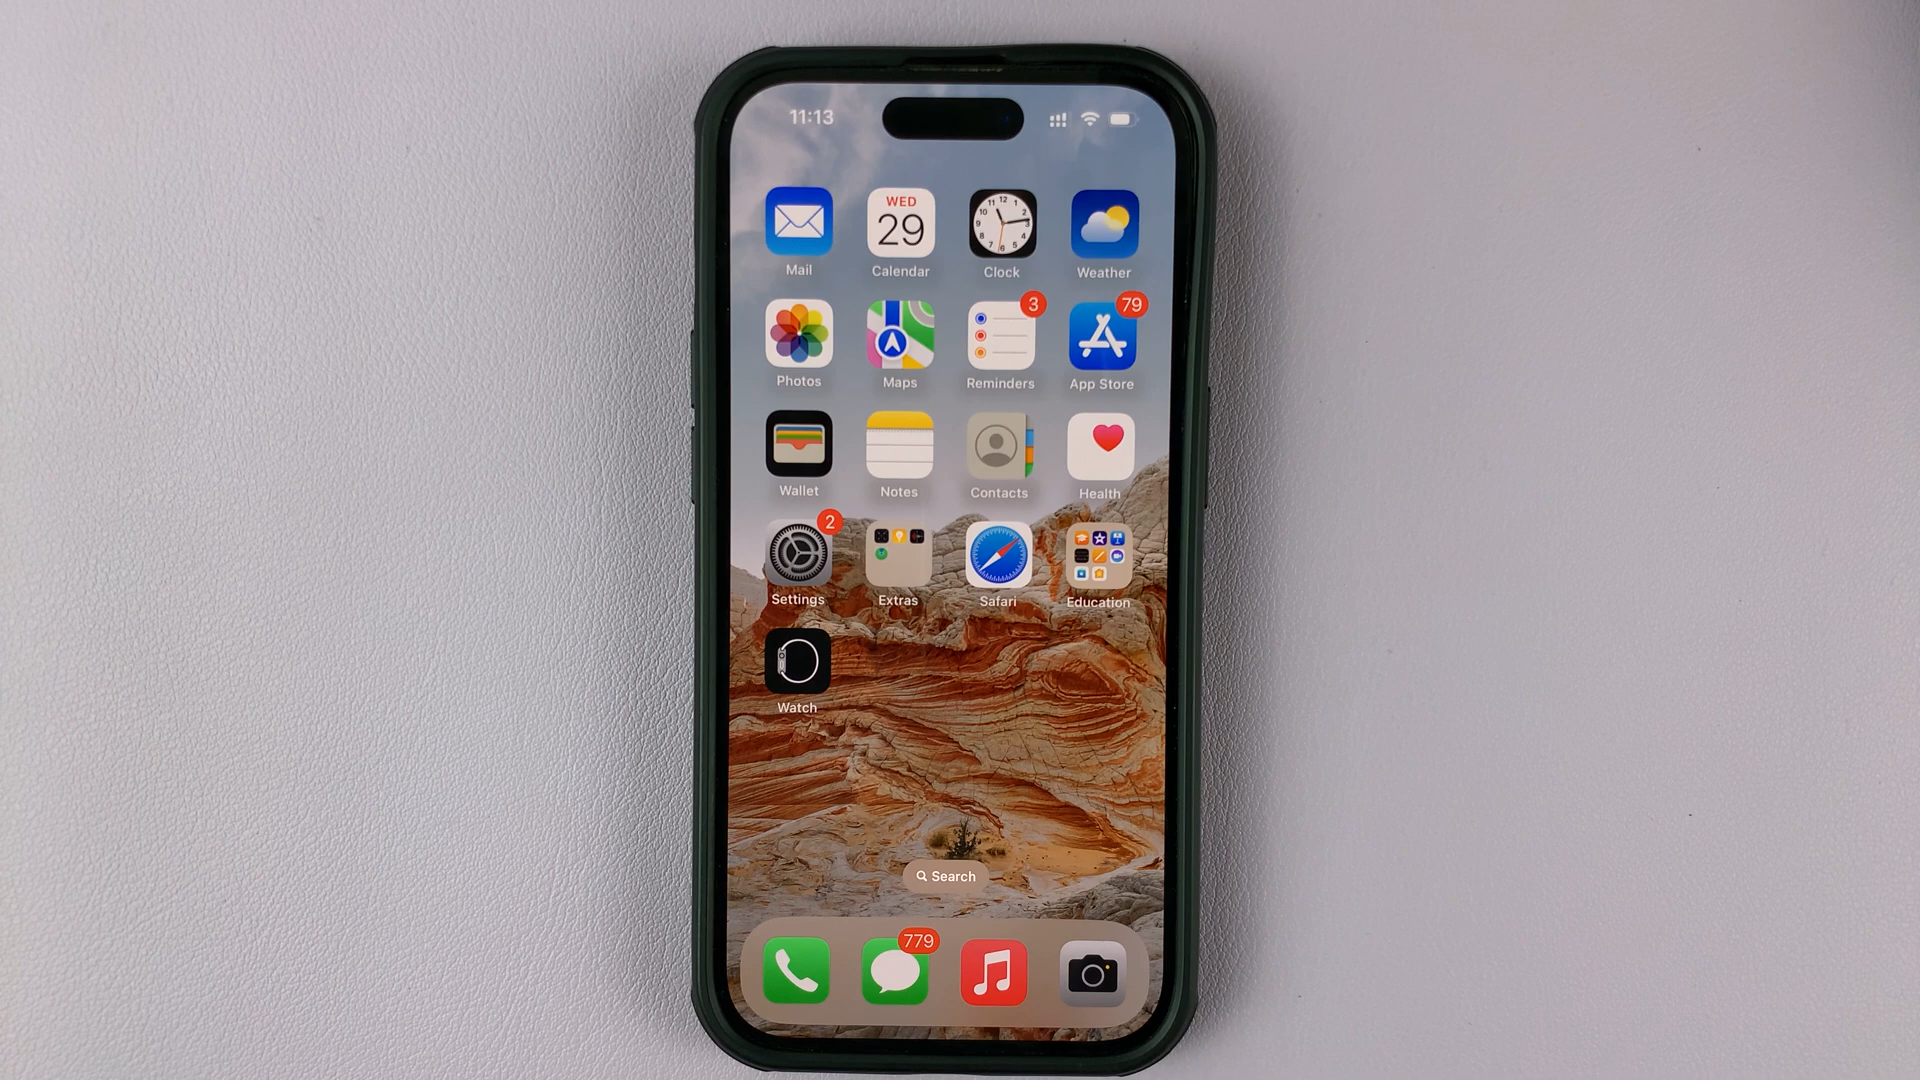 11:13
WED
29
Mail Calendar Clock Weather
3 79
Photos Maps Reminders App Store
Wallet Notes Contacts Health
2
Settings Extras Safari Education
Watch
Search
779